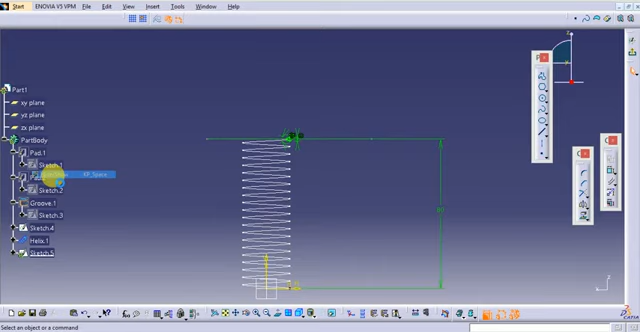 Start ENOVIA V5 VPM File Edit View Insert Tools Window Help
Part1
xy plane
yz plane
zx plane
PartBody
Pad.1
Sketch.1
Sketch.2
Groove.1
Sketch.3
Sketch.4
Helix.1
Sketch.5
Select an object or a command